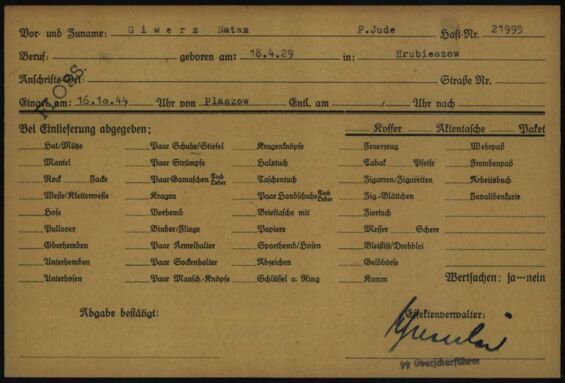 Vor- und Zuname: Giwerz Natan P.Jude Haft-Nr. 21995
Beruf: geboren am: 18.4.29 in: Hrubieszow
Anschrifts-Ort: Straße Nr.
FLOSS.
Eingel. am: 16.10.44 Uhr von Plaszow Entl. am Uhr nach
Bei Einlieferung abgegeben: Koffer Aktentasche Paket
Hut/Mütze Paar Schuhe/Stiefel Kragenknöpfe Feuerzeug Wehrpaß
Mantel Paar Strümpfe Halstuch Tabak Pfeife Fremdenpaß
Rock Jacke Paar Gamaschen Tuch Leder Taschentuch Zigarren/Zigaretten Arbeitsbuch
Weste/Kletterweste Kragen Paar Handschuhe Tuch Leder Zig.-Blättchen Invalidenkarte
Hose Vorhemd Brieftasche mit Ziertuch
Pullover Binder/Fliege Papiere Messer Schere
Oberhemden Paar Ärmelhalter Sporthemd/Hosen Bleistift/Drehblei
Unterhemden Paar Sockenhalter Abzeichen Geldbörse
Unterhosen Paar Mansch.-Knöpfe Schlüssel a. Ring Kamm Wertsachen: ja—nein
Abgabe bestätigt: Effektenverwalter:
SS Oberscharführer